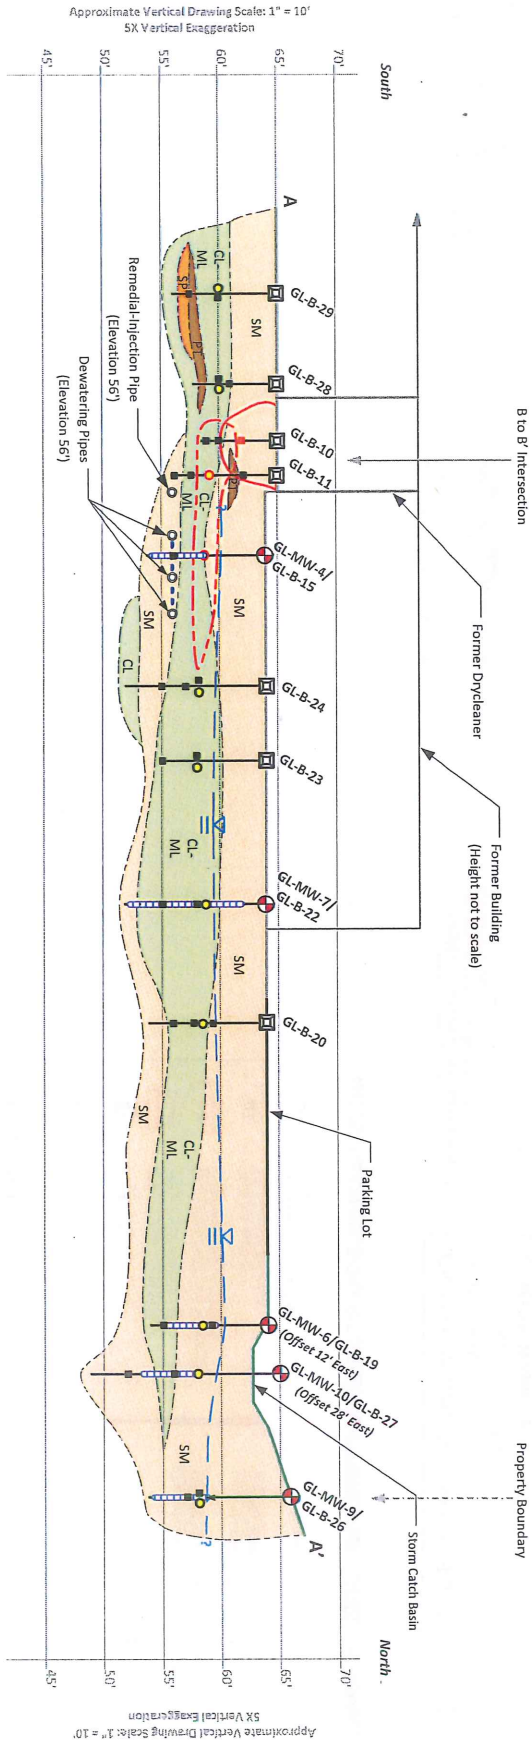 Approximate Vertical Drawing Scale: 1" = 10'
5X Vertical Exaggeration
45'
50'
55'
60'
65'
70'
South
A
GL-B-29
GL-B-28
GL-B-10
GL-B-11
GL-MW-4/
GL-B-15
GL-B-24
GL-B-23
GL-MW-7/
GL-B-22
GL-B-20
GL-MW-6/GL-B-19
(Offset 12' East)
GL-MW-10/GL-B-27
(Offset 28' East)
GL-MW-9/
GL-B-26
A'
B to B' Intersection
Former Drycleaner
Former Building
(Height not to scale)
Parking Lot
Storm Catch Basin
Property Boundary
Remedial-Injection Pipe
(Elevation 56')
Dewatering Pipes
(Elevation 56')
CL-
ML
SP
PT
SM
CL-
ML
?
SM
SM
CL
CL-
ML
SM
SM
CL-
ML
SM
?
North
45'
50'
55'
60'
65'
70'
Approximate Vertical Drawing Scale: 1" = 10'
5X Vertical Exaggeration